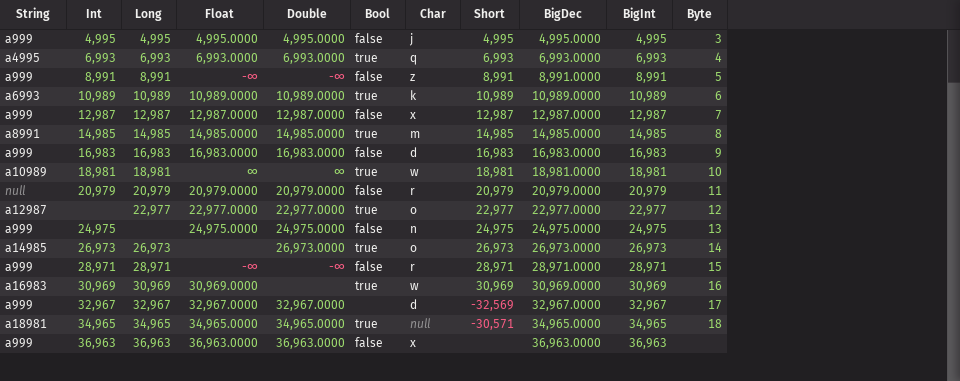 String Int Long Float Double Bool Char Short BigDec BigInt Byte
a999 4,995 4,995 4,995.0000 4,995.0000 false j 4,995 4,995.0000 4,995 3
a4995 6,993 6,993 6,993.0000 6,993.0000 true q 6,993 6,993.0000 6,993 4
a999 8,991 8,991 -∞ -∞ false z 8,991 8,991.0000 8,991 5
a6993 10,989 10,989 10,989.0000 10,989.0000 true k 10,989 10,989.0000 10,989 6
a999 12,987 12,987 12,987.0000 12,987.0000 false x 12,987 12,987.0000 12,987 7
a8991 14,985 14,985 14,985.0000 14,985.0000 true m 14,985 14,985.0000 14,985 8
a999 16,983 16,983 16,983.0000 16,983.0000 false d 16,983 16,983.0000 16,983 9
a10989 18,981 18,981 ∞ ∞ true w 18,981 18,981.0000 18,981 10
null 20,979 20,979 20,979.0000 20,979.0000 false r 20,979 20,979.0000 20,979 11
a12987 22,977 22,977.0000 22,977.0000 true o 22,977 22,977.0000 22,977 12
a999 24,975 24,975.0000 24,975.0000 false n 24,975 24,975.0000 24,975 13
a14985 26,973 26,973 26,973.0000 true o 26,973 26,973.0000 26,973 14
a999 28,971 28,971 -∞ -∞ false r 28,971 28,971.0000 28,971 15
a16983 30,969 30,969 30,969.0000 true w 30,969 30,969.0000 30,969 16
a999 32,967 32,967 32,967.0000 32,967.0000 d -32,569 32,967.0000 32,967 17
a18981 34,965 34,965 34,965.0000 34,965.0000 true null -30,571 34,965.0000 34,965 18
a999 36,963 36,963 36,963.0000 36,963.0000 false x 36,963.0000 36,963